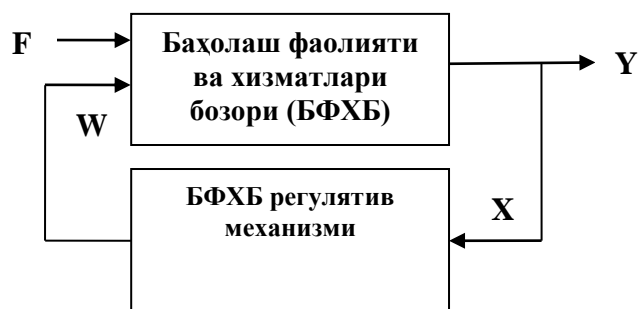 F
Баҳолаш фаолияти
ва хизматлари
бозори (БФХБ)
Y
W
БФХБ регулятив
механизми
X